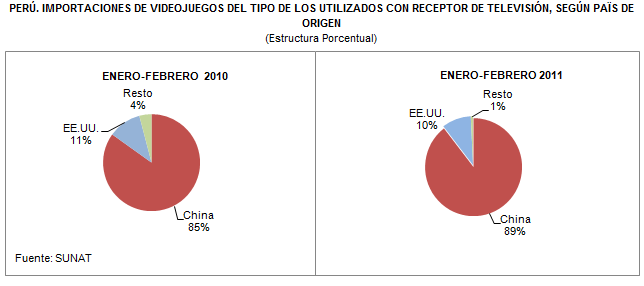 PERÚ. IMPORTACIONES DE VIDEOJUEGOS DEL TIPO DE LOS UTILIZADOS CON RECEPTOR DE TELEVISIÓN, SEGÚN PAÏS DE
ORIGEN
(Estructura Porcentual)
ENERO-FEBRERO 2010
Resto
4%
EE.UU.
11%
China
85%
Fuente: SUNAT
ENERO-FEBRERO 2011
Resto
1%
EE.UU.
10%
China
89%